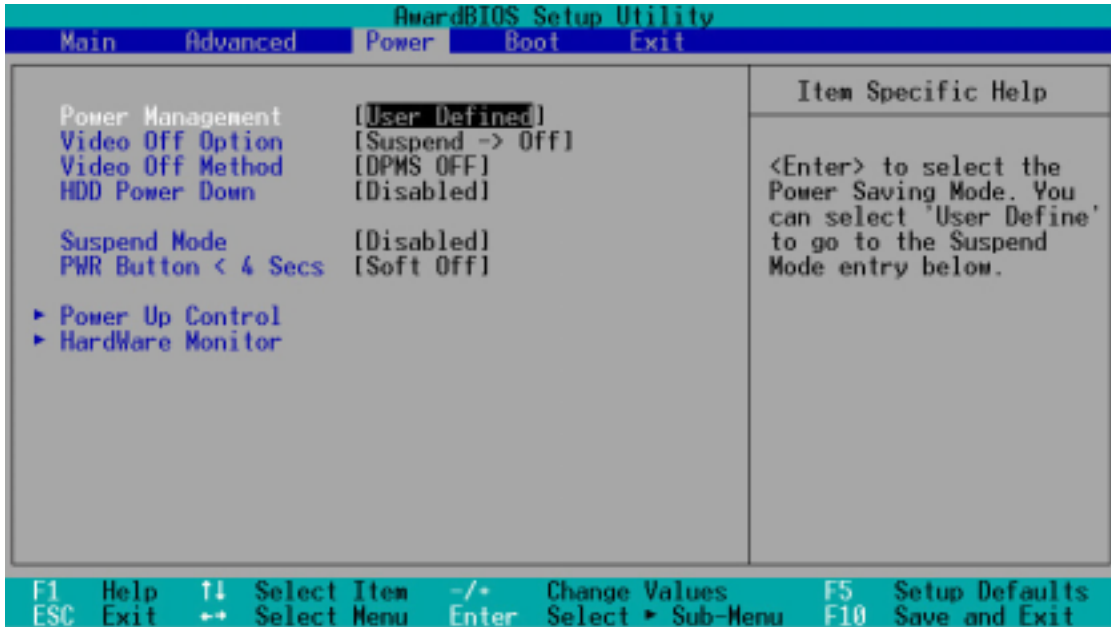 AwardBIOS Setup Utility
Main Advanced Power Boot Exit
Power Management [User Defined]
Video Off Option [Suspend -> Off]
Video Off Method [DPMS OFF]
HDD Power Down [Disabled]
Suspend Mode [Disabled]
PWR Button < 4 Secs [Soft Off]
► Power Up Control
► HardWare Monitor
Item Specific Help
<Enter> to select the
Power Saving Mode. You
can select 'User Define'
to go to the Suspend
Mode entry below.
F1 Help ↑↓ Select Item -/+ Change Values F5 Setup Defaults
ESC Exit ←→ Select Menu Enter Select ► Sub-Menu F10 Save and Exit